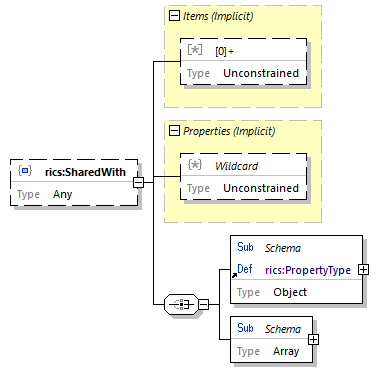 Items (Implicit)
[0]+
Type Unconstrained
Properties (Implicit)
Wildcard
Type Unconstrained
rics:SharedWith
Type Any
Sub Schema
Def rics:PropertyType
Type Object
Sub Schema
Type Array